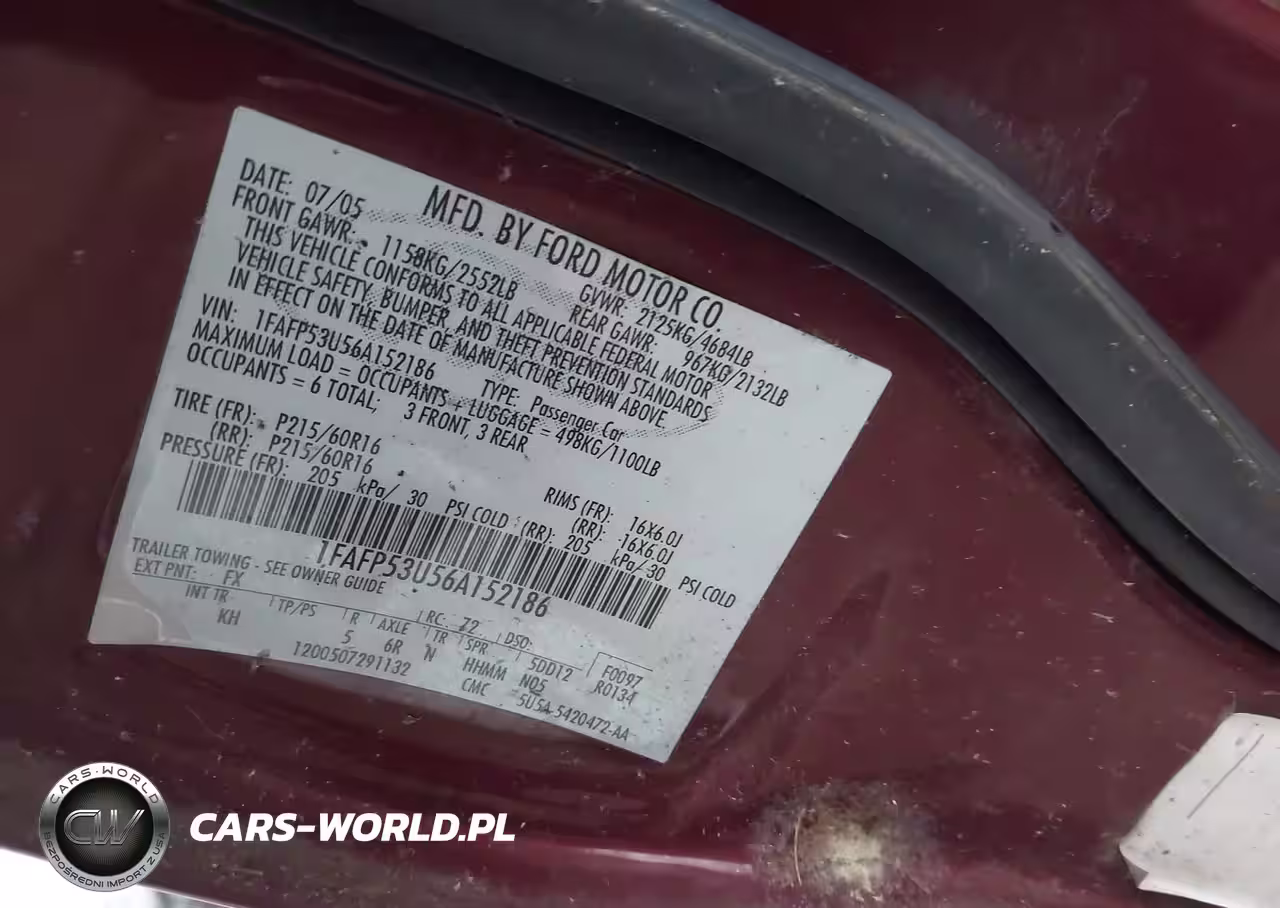 MFD. BY FORD MOTOR CO.
DATE: 07/05 GVWR: 2125KG/4684LB
FRONT GAWR: 1158KG/2552LB REAR GAWR: 967KG/2132LB
THIS VEHICLE CONFORMS TO ALL APPLICABLE FEDERAL MOTOR
VEHICLE SAFETY, BUMPER, AND THEFT PREVENTION STANDARDS
IN EFFECT ON THE DATE OF MANUFACTURE SHOWN ABOVE.
VIN: 1FAFP53U56A152186 TYPE: Passenger Car
MAXIMUM LOAD = OCCUPANTS + LUGGAGE = 498KG/1100LB
OCCUPANTS = 6 TOTAL; 3 FRONT, 3 REAR
TIRE (FR): P215/60R16 RIMS (FR): 16X6.0J
(RR): P215/60R16 (RR): 16X6.0J
PRESSURE (FR): 205 kPa/ 30 PSI COLD (RR): 205 kPa/ 30 PSI COLD
1FAFP53U56A152186
TRAILER TOWING - SEE OWNER GUIDE
EXT PNT: FX RC: 72 DSO:
INT TR TP/PS R AXLE TR SPR
KH 5 6R N 5DD12 F0097
HHMM N05 R0134
1200507291132 CMC 5U5A-5420472-AA
CARS-WORLD
CW
BEZPOŚREDNI IMPORT Z USA
CARS-WORLD.PL